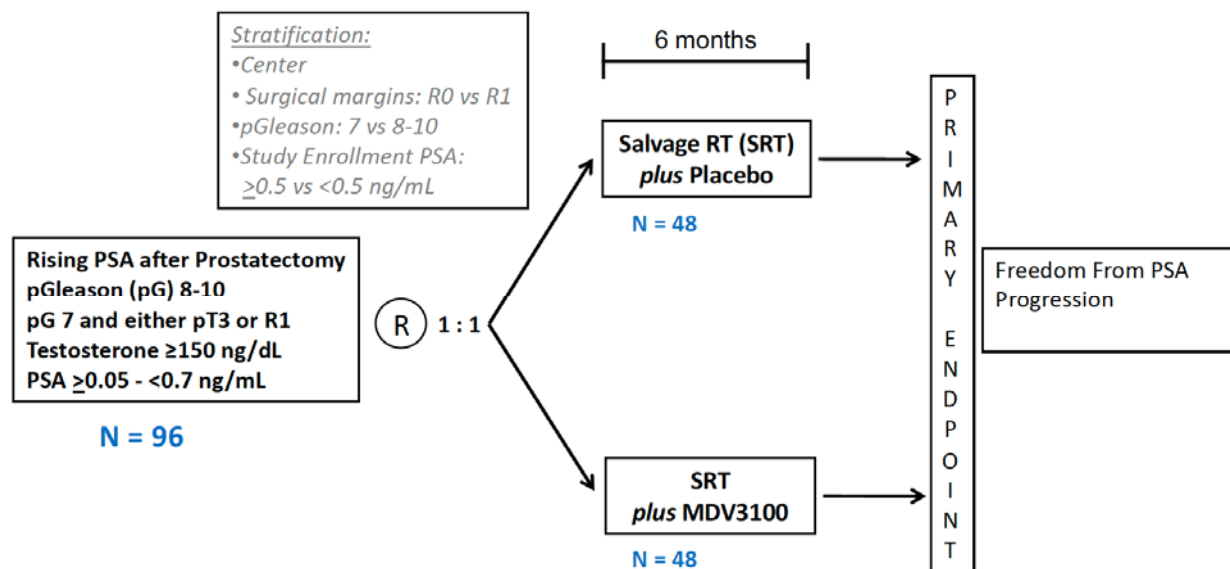 Stratification:
•Center
• Surgical margins: R0 vs R1
•pGleason: 7 vs 8-10
•Study Enrollment PSA:
≥0.5 vs <0.5 ng/mL
6 months
Salvage RT (SRT)
plus Placebo
N = 48
Rising PSA after Prostatectomy
pGleason (pG) 8-10
pG 7 and either pT3 or R1
Testosterone ≥150 ng/dL
PSA ≥0.05 - <0.7 ng/mL
N = 96
R 1 : 1
SRT
plus MDV3100
N = 48
PRIMARY ENDPOINT
Freedom From PSA
Progression